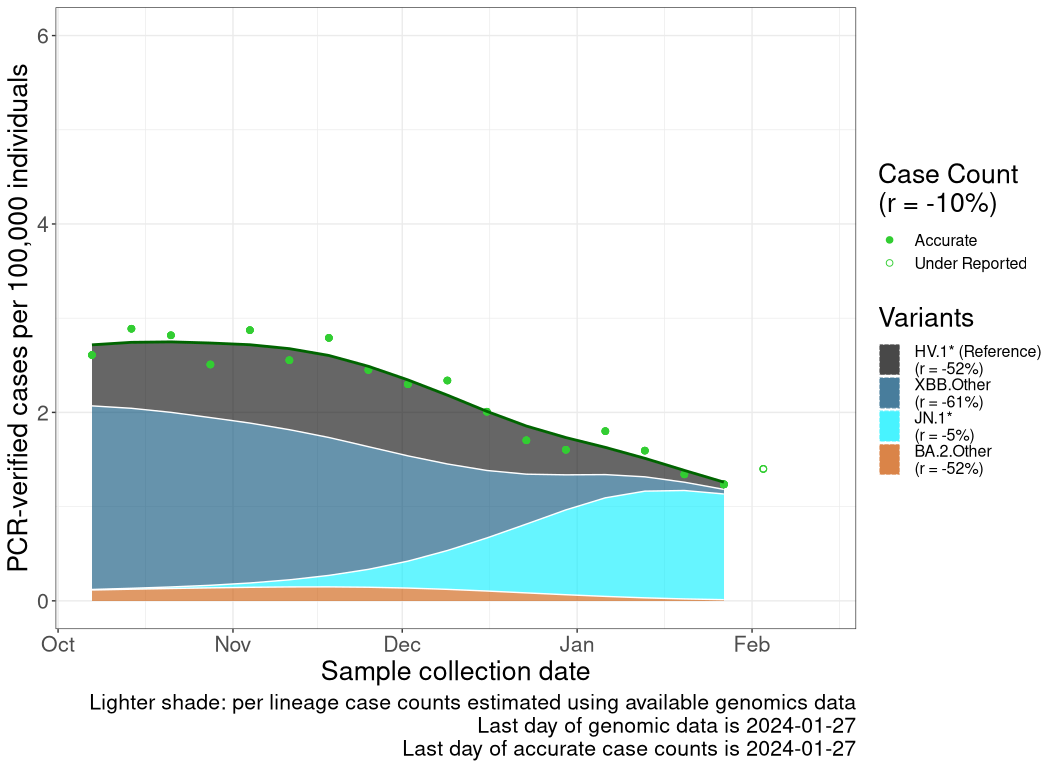 PCR-verified cases per 100,000 individuals
6
4
2
0
Oct
Nov
Dec
Jan
Feb
Sample collection date
Lighter shade: per lineage case counts estimated using available genomics data
Last day of genomic data is 2024-01-27
Last day of accurate case counts is 2024-01-27
Case Count
(r = -10%)
Accurate
Under Reported
Variants
HV.1* (Reference)
(r = -52%)
XBB.Other
(r = -61%)
JN.1*
(r = -5%)
BA.2.Other
(r = -52%)